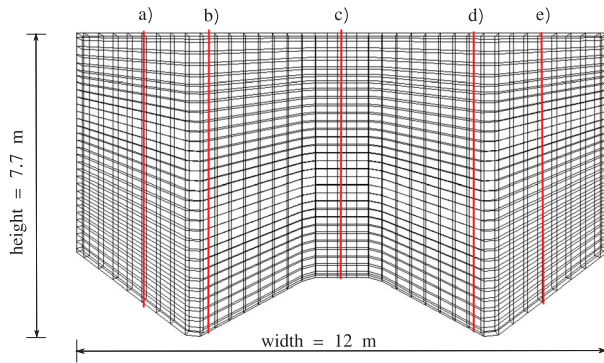 a) b) c) d) e)
height = 7.7 m
width = 12 m